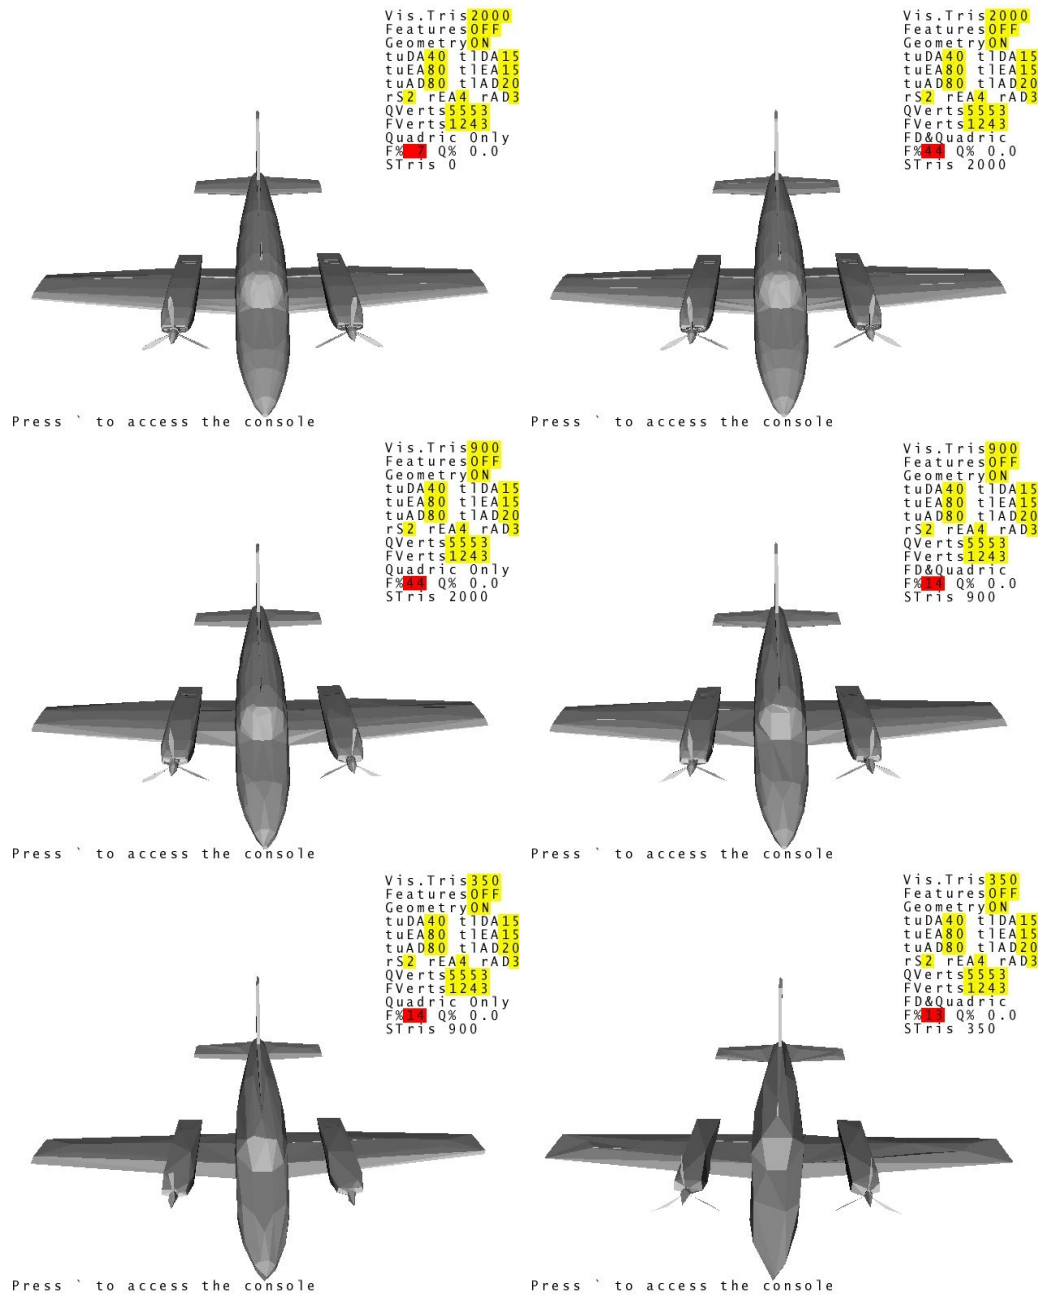 Vis.Tris2000
FeaturesOFF
GeometryON
tuDA40 tlDA15
tuEA80 tlEA15
tuAD80 tlAD20
rS2 rEA4 rAD3
QVerts5553
FVerts1243
Quadric Only
F% 7 Q% 0.0
STris 0
Press ` to access the console
Vis.Tris2000
FeaturesOFF
GeometryON
tuDA40 tlDA15
tuEA80 tlEA15
tuAD80 tlAD20
rS2 rEA4 rAD3
QVerts5553
FVerts1243
FD&Quadric
F%44 Q% 0.0
STris 2000
Press ` to access the console
Vis.Tris900
FeaturesOFF
GeometryON
tuDA40 tlDA15
tuEA80 tlEA15
tuAD80 tlAD20
rS2 rEA4 rAD3
QVerts5553
FVerts1243
Quadric Only
F%44 Q% 0.0
STris 2000
Press ` to access the console
Vis.Tris900
FeaturesOFF
GeometryON
tuDA40 tlDA15
tuEA80 tlEA15
tuAD80 tlAD20
rS2 rEA4 rAD3
QVerts5553
FVerts1243
FD&Quadric
F%14 Q% 0.0
STris 900
Press ` to access the console
Vis.Tris350
FeaturesOFF
GeometryON
tuDA40 tlDA15
tuEA80 tlEA15
tuAD80 tlAD20
rS2 rEA4 rAD3
QVerts5553
FVerts1243
Quadric Only
F%14 Q% 0.0
STris 900
Press ` to access the console
Vis.Tris350
FeaturesOFF
GeometryON
tuDA40 tlDA15
tuEA80 tlEA15
tuAD80 tlAD20
rS2 rEA4 rAD3
QVerts5553
FVerts1243
FD&Quadric
F%13 Q% 0.0
STris 350
Press ` to access the console